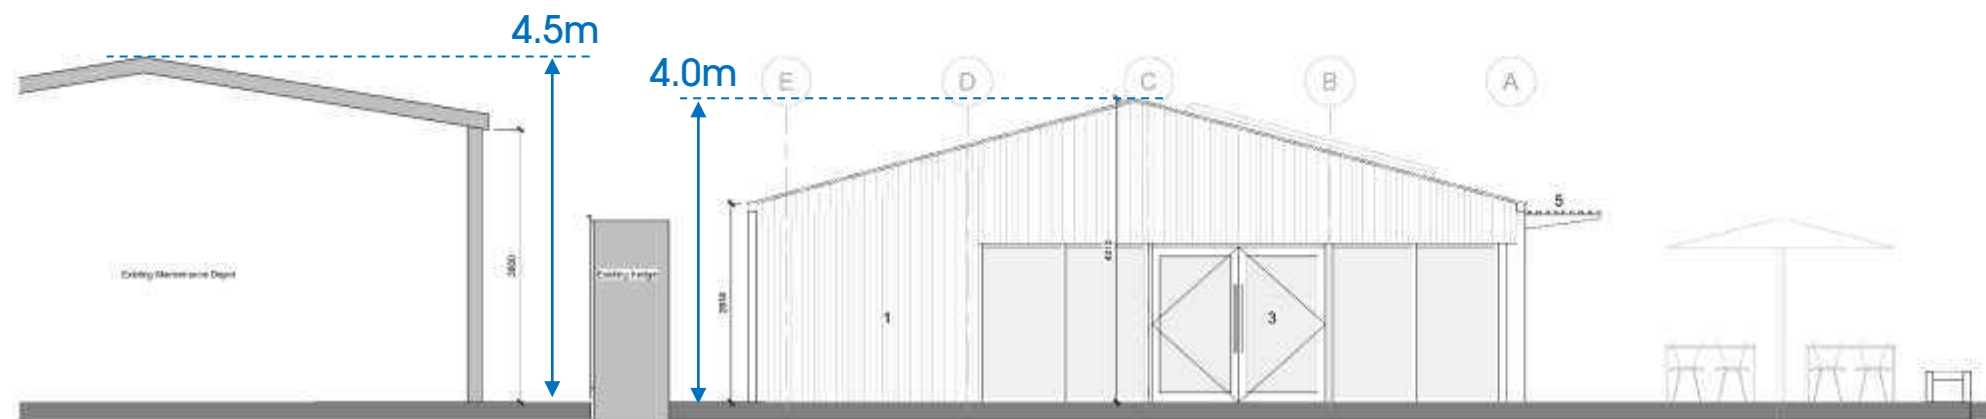 4.5m
4.0m
E
D
C
B
A
5
Existing Maintenance Depot
Existing hedge
1
3